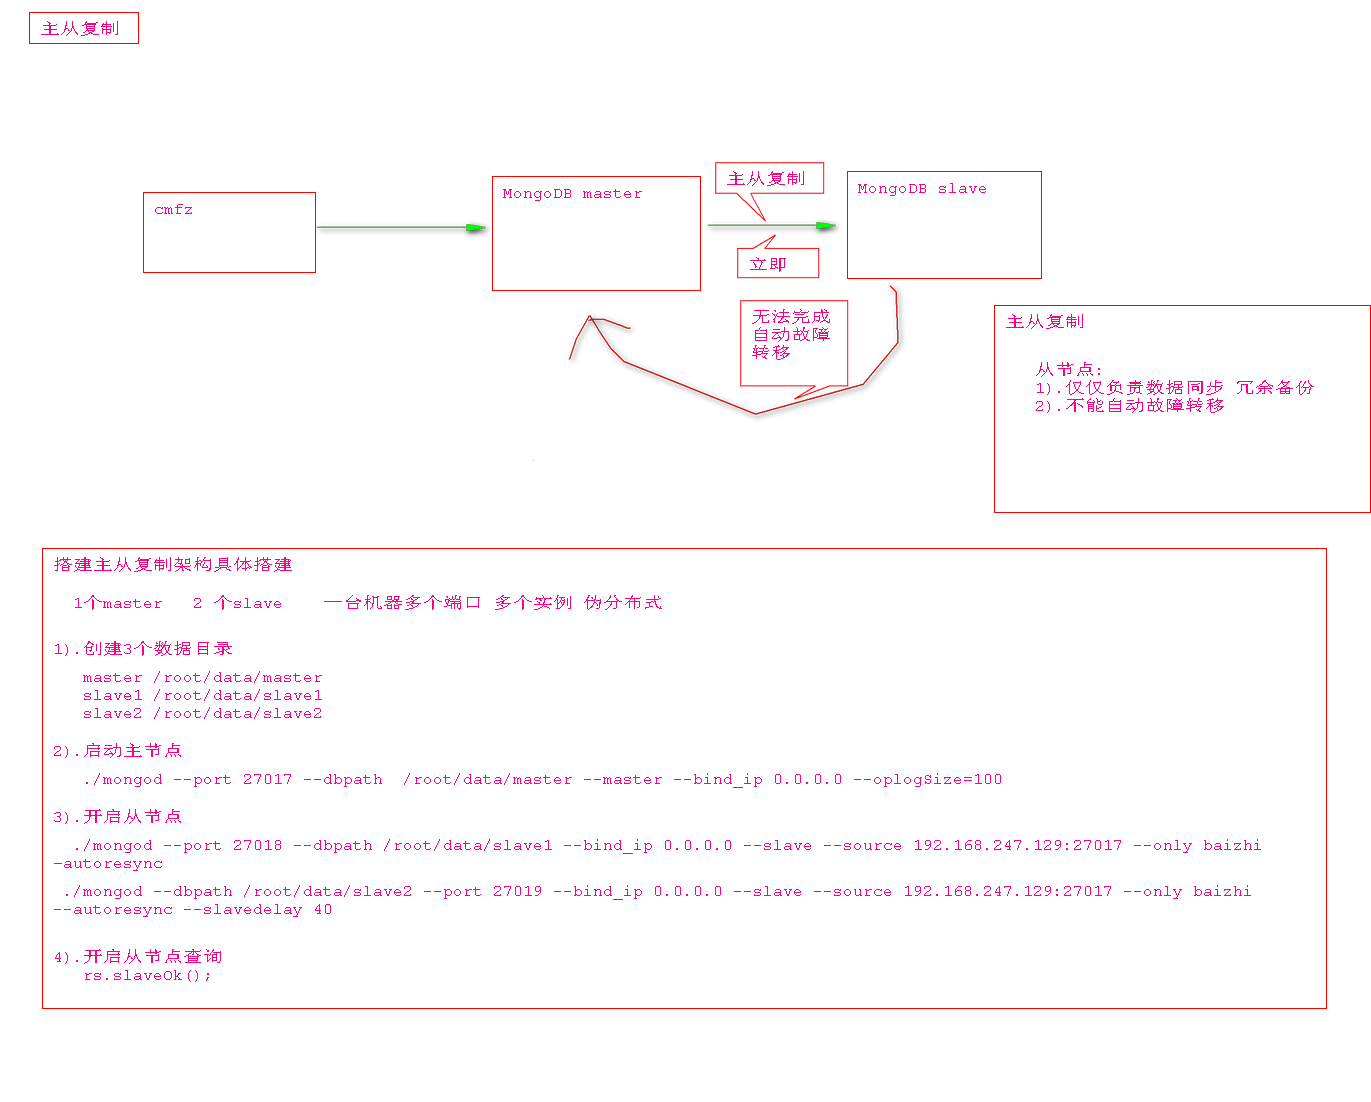 主从复制
cmfz
MongoDB master
主从复制
立即
MongoDB slave
无法完成
自动故障
转移
主从复制
从节点:
1).仅仅负责数据同步 冗余备份
2).不能自动故障转移
搭建主从复制架构具体搭建
1个master 2 个slave 一台机器多个端口 多个实例 伪分布式
1).创建3个数据目录
master /root/data/master
slave1 /root/data/slave1
slave2 /root/data/slave2
2).启动主节点
./mongod --port 27017 --dbpath /root/data/master --master --bind_ip 0.0.0.0 --oplogSize=100
3).开启从节点
./mongod --port 27018 --dbpath /root/data/slave1 --bind_ip 0.0.0.0 --slave --source 192.168.247.129:27017 --only baizhi
-autoresync
./mongod --dbpath /root/data/slave2 --port 27019 --bind_ip 0.0.0.0 --slave --source 192.168.247.129:27017 --only baizhi
--autoresync --slavedelay 40
4).开启从节点查询
rs.slaveOk();